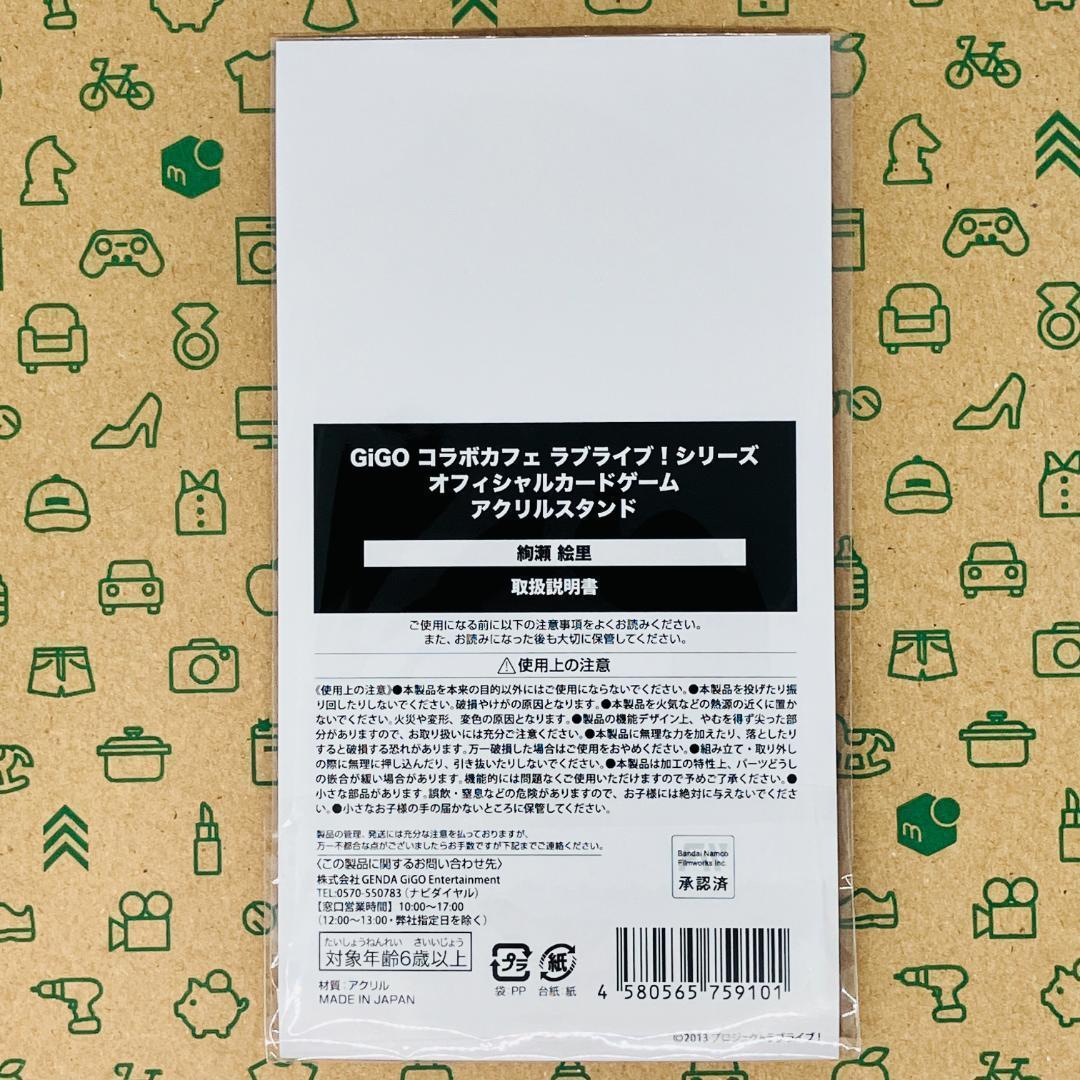 GiGO コラボカフェ ラブライブ！シリーズ
オフィシャルカードゲーム
アクリルスタンド
絢瀬 絵里
取扱説明書
ご使用になる前に以下の注意事項をよくお読みください。
また、お読みになった後も大切に保管してください。
⚠使用上の注意
《使用上の注意》●本製品を本来の目的以外にはご使用にならないでください。●本製品を投げたり振
り回したりしないでください。破損やけがの原因となります。●本製品を火気などの熱源の近くに置か
ないでください。火災や変形、変色の原因となります。●製品の機能デザイン上、やむを得ず尖った部
分がありますので、お取り扱いには充分ご注意ください。●本製品に無理な力を加えたり、落としたり
すると破損する恐れがあります。万一破損した場合はご使用をおやめください。●組み立て・取り外し
の際に無理に押し込んだり、引き抜いたりしないでください。●本製品は加工の特性上、パーツどうし
の嵌合が緩い場合があります。機能的には問題なくご使用いただけますので予めご了承ください。●
小さな部品があります。誤飲・窒息などの危険がありますので、お子様には絶対に与えないでくださ
い。●小さなお子様の手の届かないところに保管してください。
製品の管理、発送には充分な注意を払っておりますが、
万一不都合な点がございましたらお手数ですが下記までご連絡ください。
〈この製品に関するお問い合わせ先〉
株式会社GENDA GiGO Entertainment
TEL:0570-550783（ナビダイヤル）
【窓口営業時間】10:00～17:00
（12:00～13:00・弊社指定日を除く）
Bandai Namco
Filmworks Inc.
承認済
たいしょうねんれい さいいじょう
対象年齢6歳以上
プラ
袋:PP
紙
台紙:紙
材質：アクリル
MADE IN JAPAN
4 580565 759101
©2013 プロジェクトラブライブ！
m
m